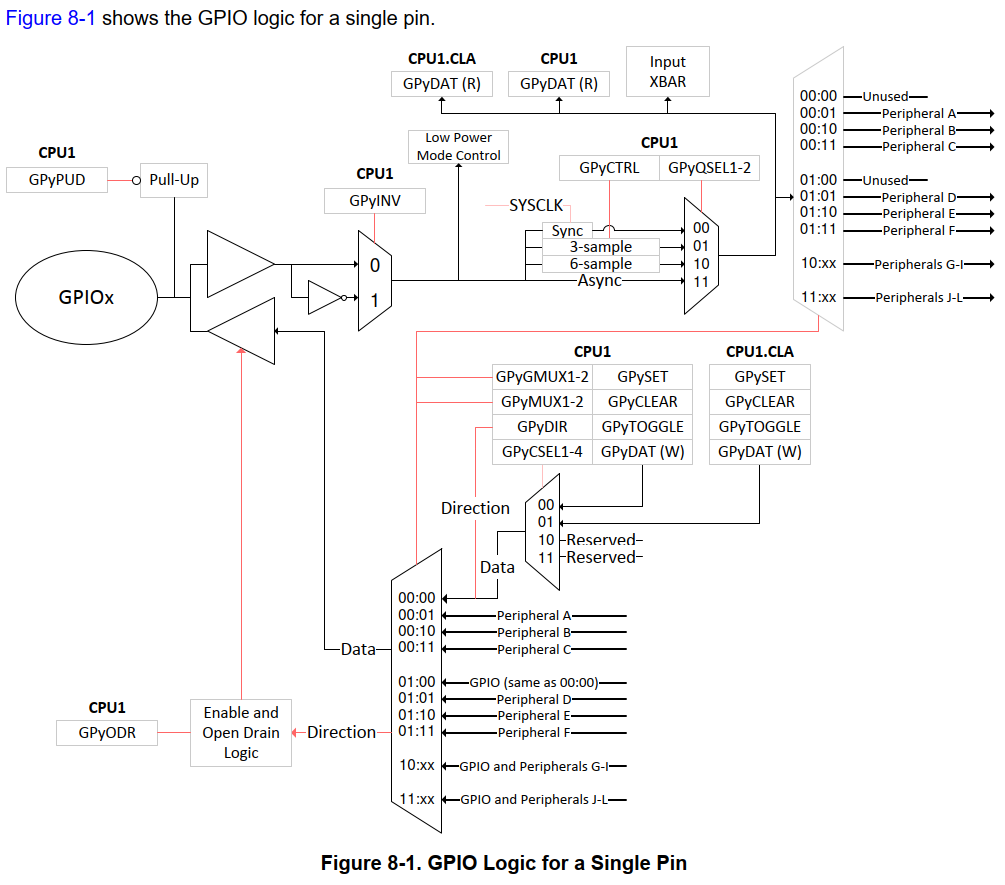 Figure 8-1 shows the GPIO logic for a single pin.
CPU1.CLA
GPyDAT (R)
CPU1
GPyDAT (R)
Input
XBAR
00:00 Unused
00:01 Peripheral A
00:10 Peripheral B
00:11 Peripheral C
01:00 Unused
01:01 Peripheral D
01:10 Peripheral E
01:11 Peripheral F
10:xx Peripherals G-I
11:xx Peripherals J-L
CPU1
GPyPUD
Pull-Up
Low Power
Mode Control
CPU1
GPyINV
CPU1
GPyCTRL GPyQSEL1-2
SYSCLK
Sync 00
3-sample 01
6-sample 10
Async 11
0
1
GPIOx
CPU1
GPyGMUX1-2 GPySET
GPyMUX1-2 GPyCLEAR
GPyDIR GPyTOGGLE
GPyCSEL1-4 GPyDAT (W)
CPU1.CLA
GPySET
GPyCLEAR
GPyTOGGLE
GPyDAT (W)
Direction
00
01
10 Reserved
11 Reserved
Data
00:00
00:01 Peripheral A
00:10 Peripheral B
00:11 Peripheral C
Data
01:00 GPIO (same as 00:00)
01:01 Peripheral D
01:10 Peripheral E
01:11 Peripheral F
10:xx GPIO and Peripherals G-I
11:xx GPIO and Peripherals J-L
CPU1
GPyODR
Enable and
Open Drain
Logic
Direction
Figure 8-1. GPIO Logic for a Single Pin